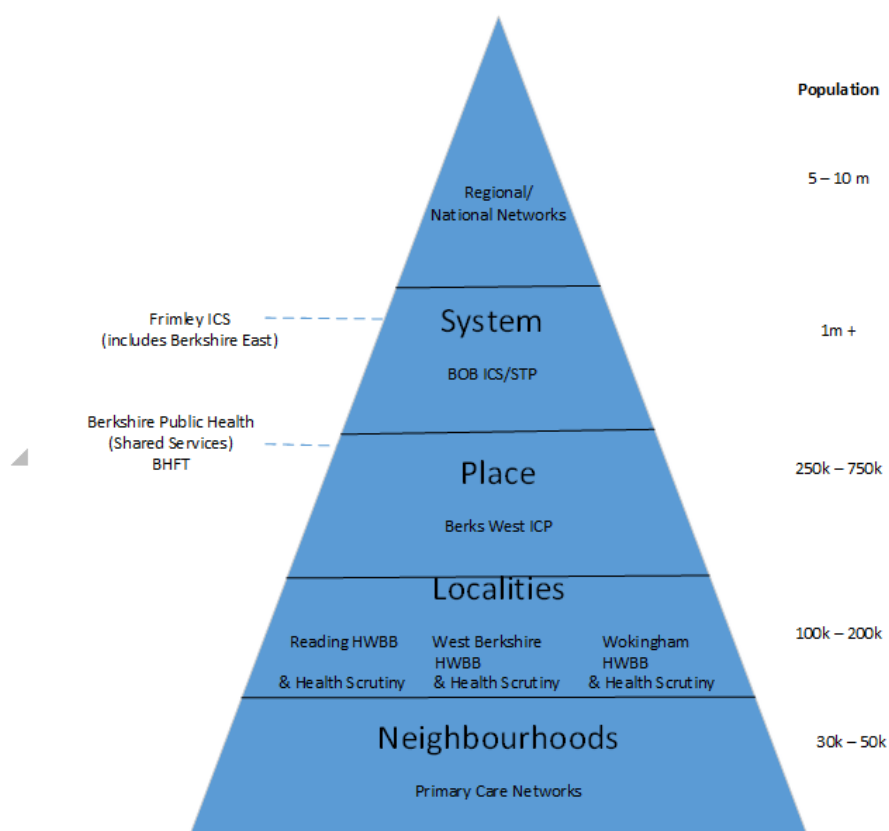 Population
5 – 10 m
Regional/
National Networks
Frimley ICS
(includes Berkshire East)
System
1m +
BOB ICS/STP
Berkshire Public Health
(Shared Services)
BHFT
Place
250k – 750k
Berks West ICP
Localities
100k – 200k
Reading HWBB
& Health Scrutiny
West Berkshire
HWBB
& Health Scrutiny
Wokingham
HWBB
& Health Scrutiny
Neighbourhoods
30k – 50k
Primary Care Networks